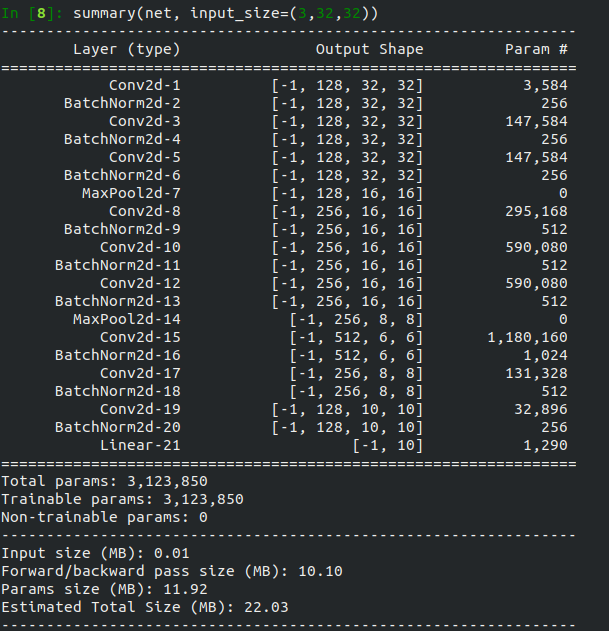 In [8]: summary(net, input_size=(3,32,32))
----------------------------------------------------------------
        Layer (type)               Output Shape         Param #
================================================================
            Conv2d-1          [-1, 128, 32, 32]           3,584
       BatchNorm2d-2          [-1, 128, 32, 32]             256
            Conv2d-3          [-1, 128, 32, 32]         147,584
       BatchNorm2d-4          [-1, 128, 32, 32]             256
            Conv2d-5          [-1, 128, 32, 32]         147,584
       BatchNorm2d-6          [-1, 128, 32, 32]             256
         MaxPool2d-7          [-1, 128, 16, 16]               0
            Conv2d-8          [-1, 256, 16, 16]         295,168
       BatchNorm2d-9          [-1, 256, 16, 16]             512
           Conv2d-10          [-1, 256, 16, 16]         590,080
      BatchNorm2d-11          [-1, 256, 16, 16]             512
           Conv2d-12          [-1, 256, 16, 16]         590,080
      BatchNorm2d-13          [-1, 256, 16, 16]             512
        MaxPool2d-14            [-1, 256, 8, 8]               0
           Conv2d-15            [-1, 512, 6, 6]       1,180,160
      BatchNorm2d-16            [-1, 512, 6, 6]           1,024
           Conv2d-17            [-1, 256, 8, 8]         131,328
      BatchNorm2d-18            [-1, 256, 8, 8]             512
           Conv2d-19          [-1, 128, 10, 10]          32,896
      BatchNorm2d-20          [-1, 128, 10, 10]             256
           Linear-21                   [-1, 10]           1,290
================================================================
Total params: 3,123,850
Trainable params: 3,123,850
Non-trainable params: 0
----------------------------------------------------------------
Input size (MB): 0.01
Forward/backward pass size (MB): 10.10
Params size (MB): 11.92
Estimated Total Size (MB): 22.03
----------------------------------------------------------------